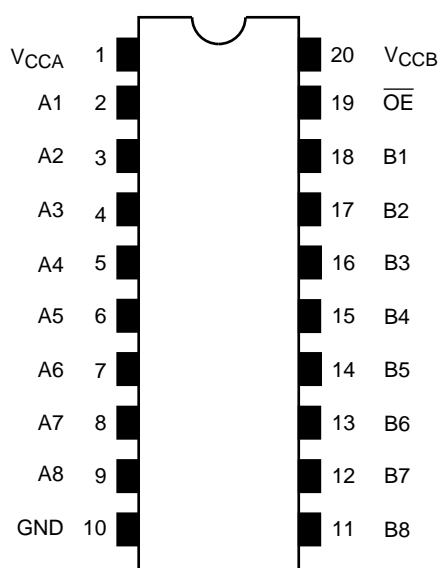 VCCA 1 20 VCCB
A1 2 19 O̅E̅
A2 3 18 B1
A3 4 17 B2
A4 5 16 B3
A5 6 15 B4
A6 7 14 B5
A7 8 13 B6
A8 9 12 B7
GND 10 11 B8